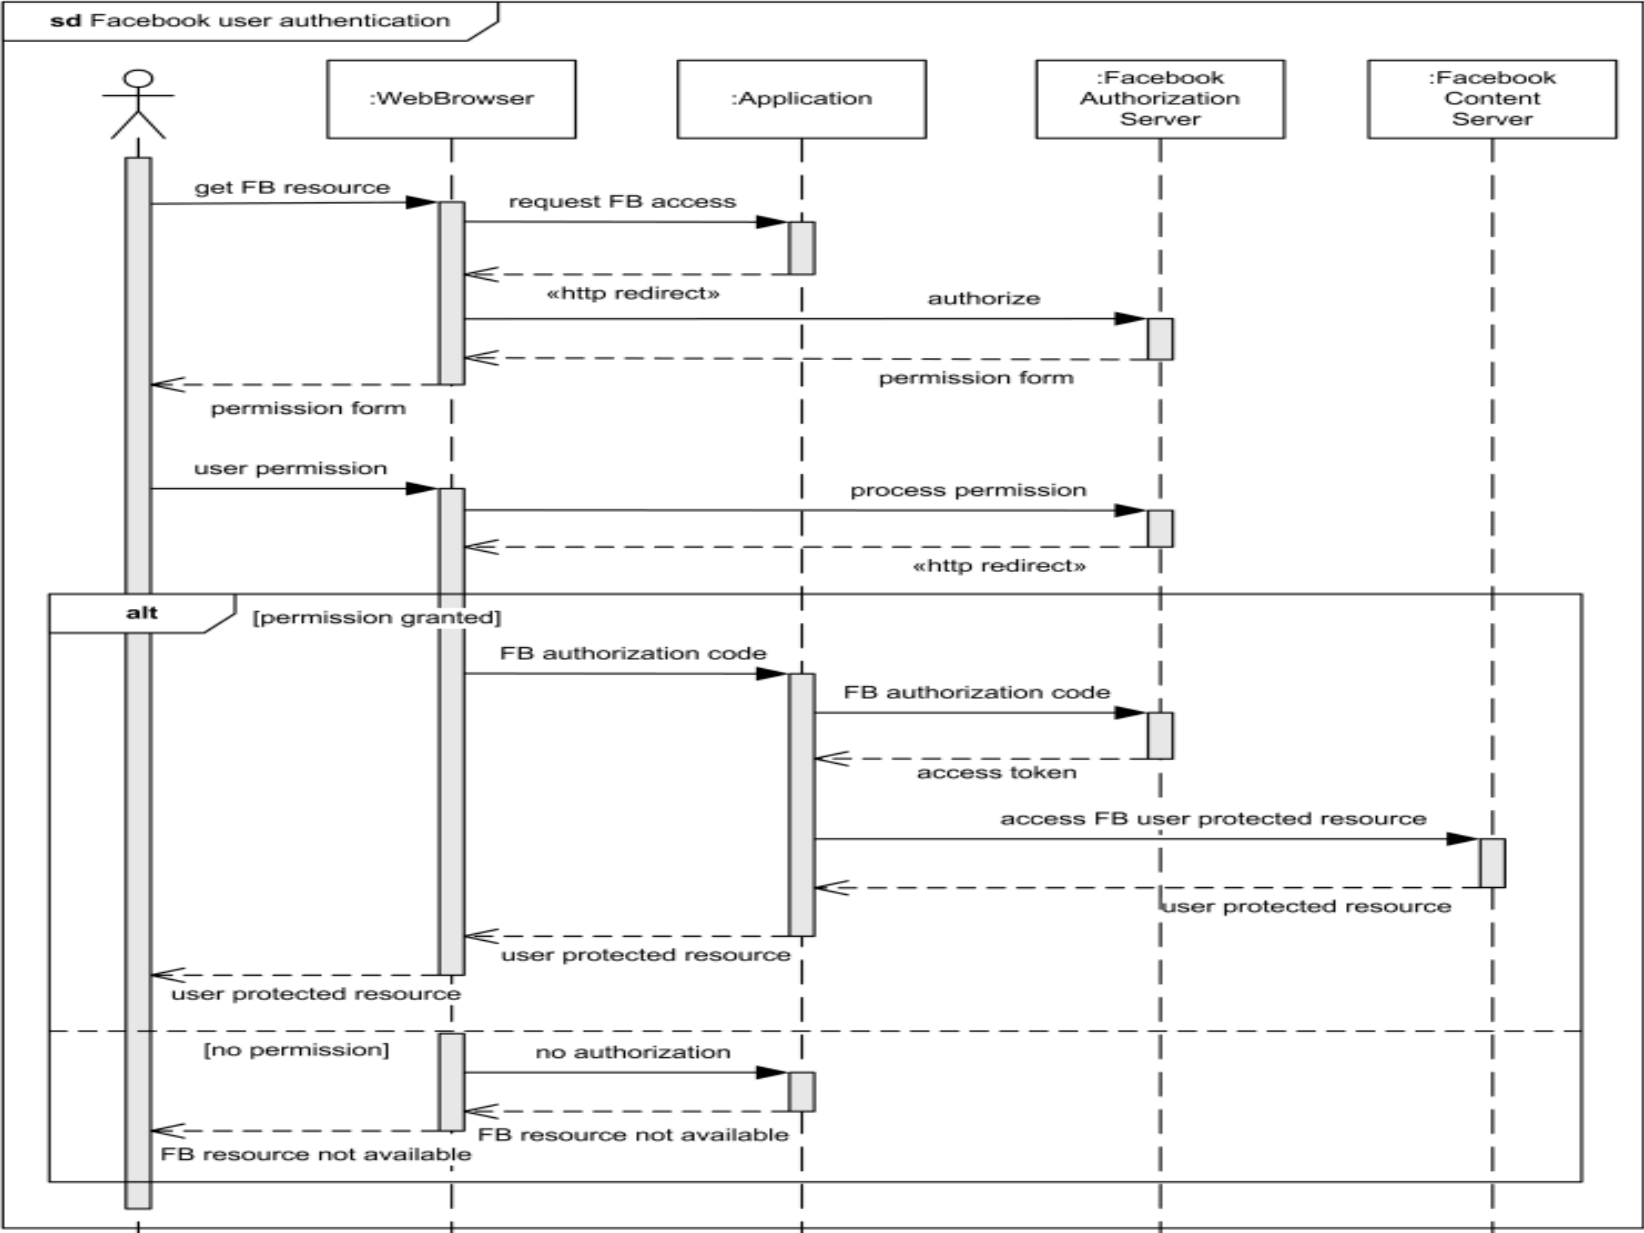 sd Facebook user authentication
:WebBrowser
:Application
:Facebook
Authorization
Server
:Facebook
Content
Server
get FB resource
request FB access
«http redirect»
authorize
permission form
permission form
user permission
process permission
«http redirect»
alt
[permission granted]
FB authorization code
FB authorization code
access token
access FB user protected resource
user protected resource
user protected resource
user protected resource
[no permission]
no authorization
FB resource not available
FB resource not available